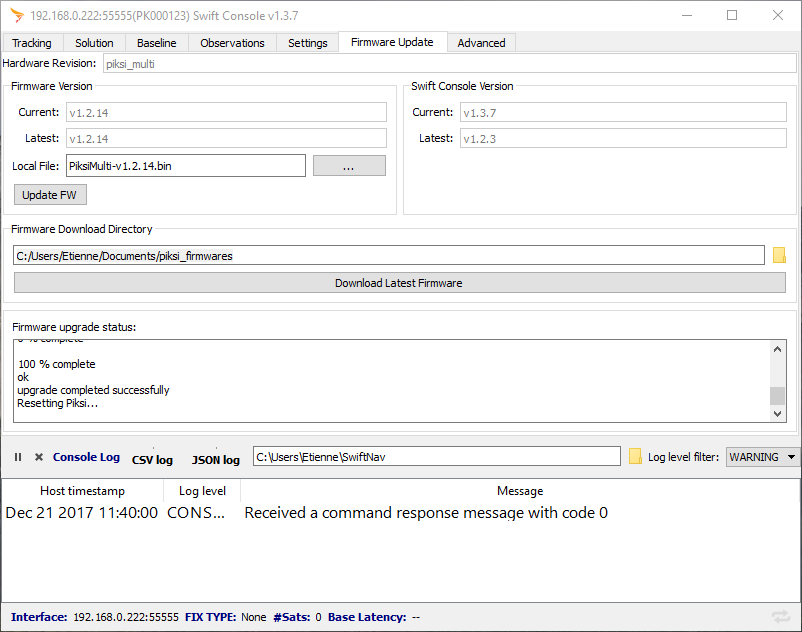 192.168.0.222:55555(PK000123) Swift Console v1.3.7
Tracking Solution Baseline Observations Settings Firmware Update Advanced
Hardware Revision: piksi_multi
Firmware Version
Current: v1.2.14
Latest: v1.2.14
Local File: PiksiMulti-v1.2.14.bin ...
Update FW
Swift Console Version
Current: v1.3.7
Latest: v1.2.3
Firmware Download Directory
C:/Users/Etienne/Documents/piksi_firmwares
Download Latest Firmware
Firmware upgrade status:
0 % complete
100 % complete
ok
upgrade completed successfully
Resetting Piksi...
Console Log CSV log JSON log C:\Users\Etienne\SwiftNav Log level filter: WARNING
Host timestamp Log level Message
Dec 21 2017 11:40:00 CONS... Received a command response message with code 0
Interface: 192.168.0.222:55555 FIX TYPE: None #Sats: 0 Base Latency: --